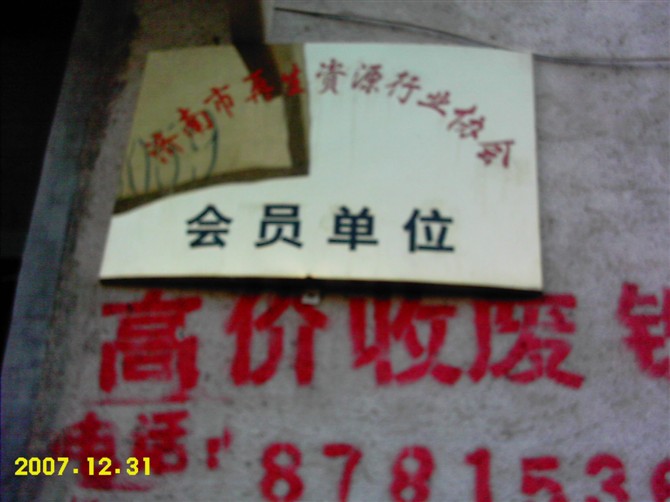 济南市再生资源行业协会
会员单位
高价收废
电话: 878153
2007.12.31